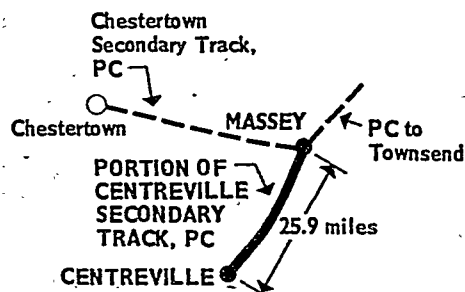 Chestertown
Secondary Track,
PC
Chestertown
MASSEY
PC to
Townsend
PORTION OF
CENTREVILLE
SECONDARY
TRACK, PC
25.9 miles
CENTREVILLE